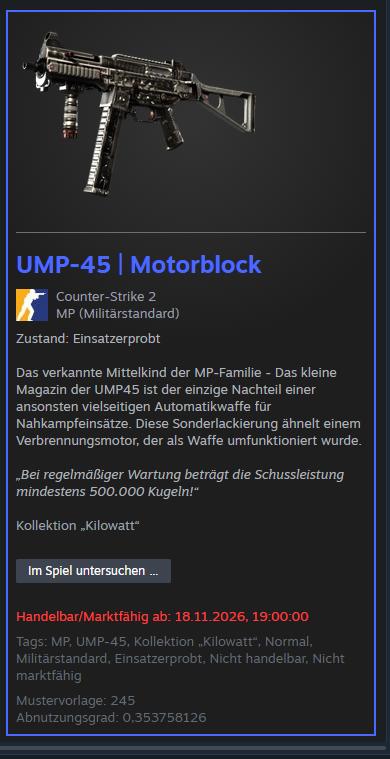 UMP-45 | Motorblock
Counter-Strike 2
MP (Militärstandard)
Zustand: Einsatzerprobt
Das verkannte Mittelkind der MP-Familie - Das kleine
Magazin der UMP45 ist der einzige Nachteil einer
ansonsten vielseitigen Automatikwaffe für
Nahkampfeinsätze. Diese Sonderlackierung ähnelt einem
Verbrennungsmotor, der als Waffe umfunktioniert wurde.
„Bei regelmäßiger Wartung beträgt die Schussleistung
mindestens 500.000 Kugeln!“
Kollektion „Kilowatt“
Im Spiel untersuchen ...
Handelbar/Marktfähig ab: 18.11.2026, 19:00:00
Tags: MP, UMP-45, Kollektion „Kilowatt“, Normal,
Militärstandard, Einsatzerprobt, Nicht handelbar, Nicht
marktfähig
Mustervorlage: 245
Abnutzungsgrad: 0,353758126